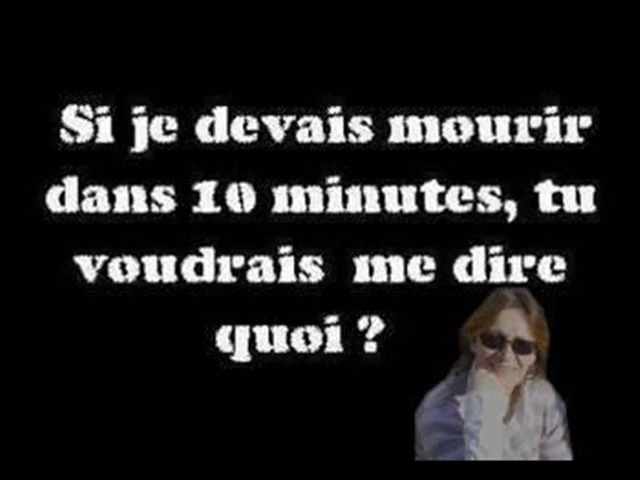 Si je devais mourir
dans 10 minutes, tu
voudrais me dire
quoi ?